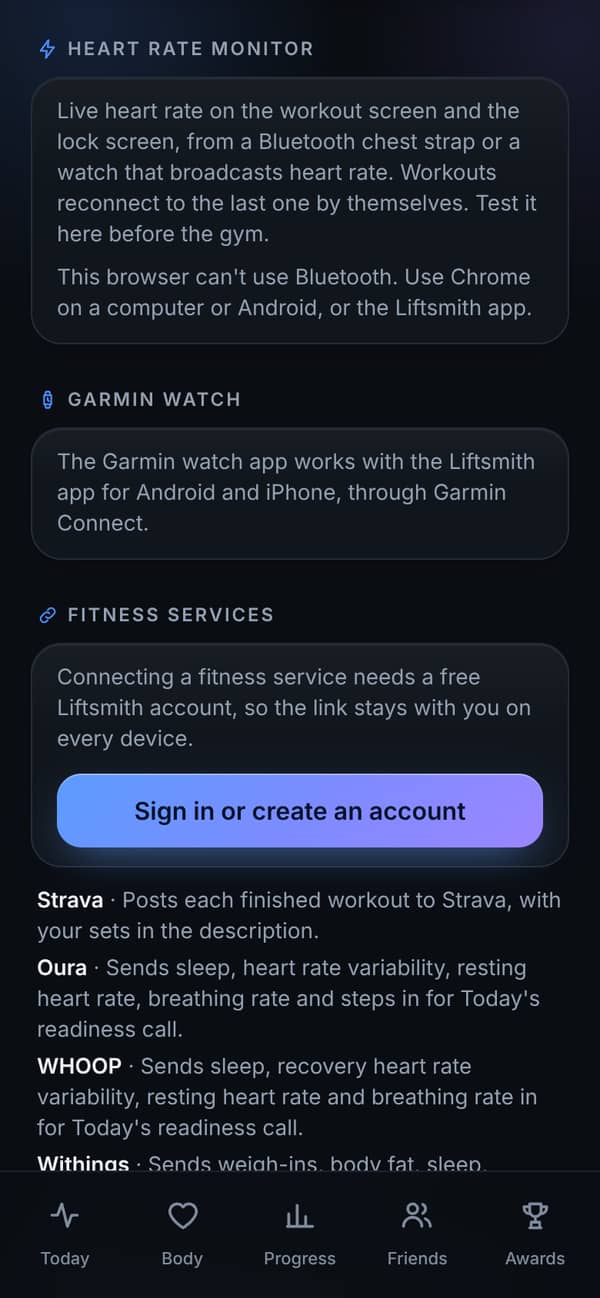 HEART RATE MONITOR
Live heart rate on the workout screen and the
lock screen, from a Bluetooth chest strap or a
watch that broadcasts heart rate. Workouts
reconnect to the last one by themselves. Test it
here before the gym.
This browser can't use Bluetooth. Use Chrome
on a computer or Android, or the Liftsmith app.
GARMIN WATCH
The Garmin watch app works with the Liftsmith
app for Android and iPhone, through Garmin
Connect.
FITNESS SERVICES
Connecting a fitness service needs a free
Liftsmith account, so the link stays with you on
every device.
Sign in or create an account
Strava · Posts each finished workout to Strava, with
your sets in the description.
Oura · Sends sleep, heart rate variability, resting
heart rate, breathing rate and steps in for Today's
readiness call.
WHOOP · Sends sleep, recovery heart rate
variability, resting heart rate and breathing rate in
for Today's readiness call.
Withings · Sends weigh-ins, body fat, sleep,
Today
Body
Progress
Friends
Awards